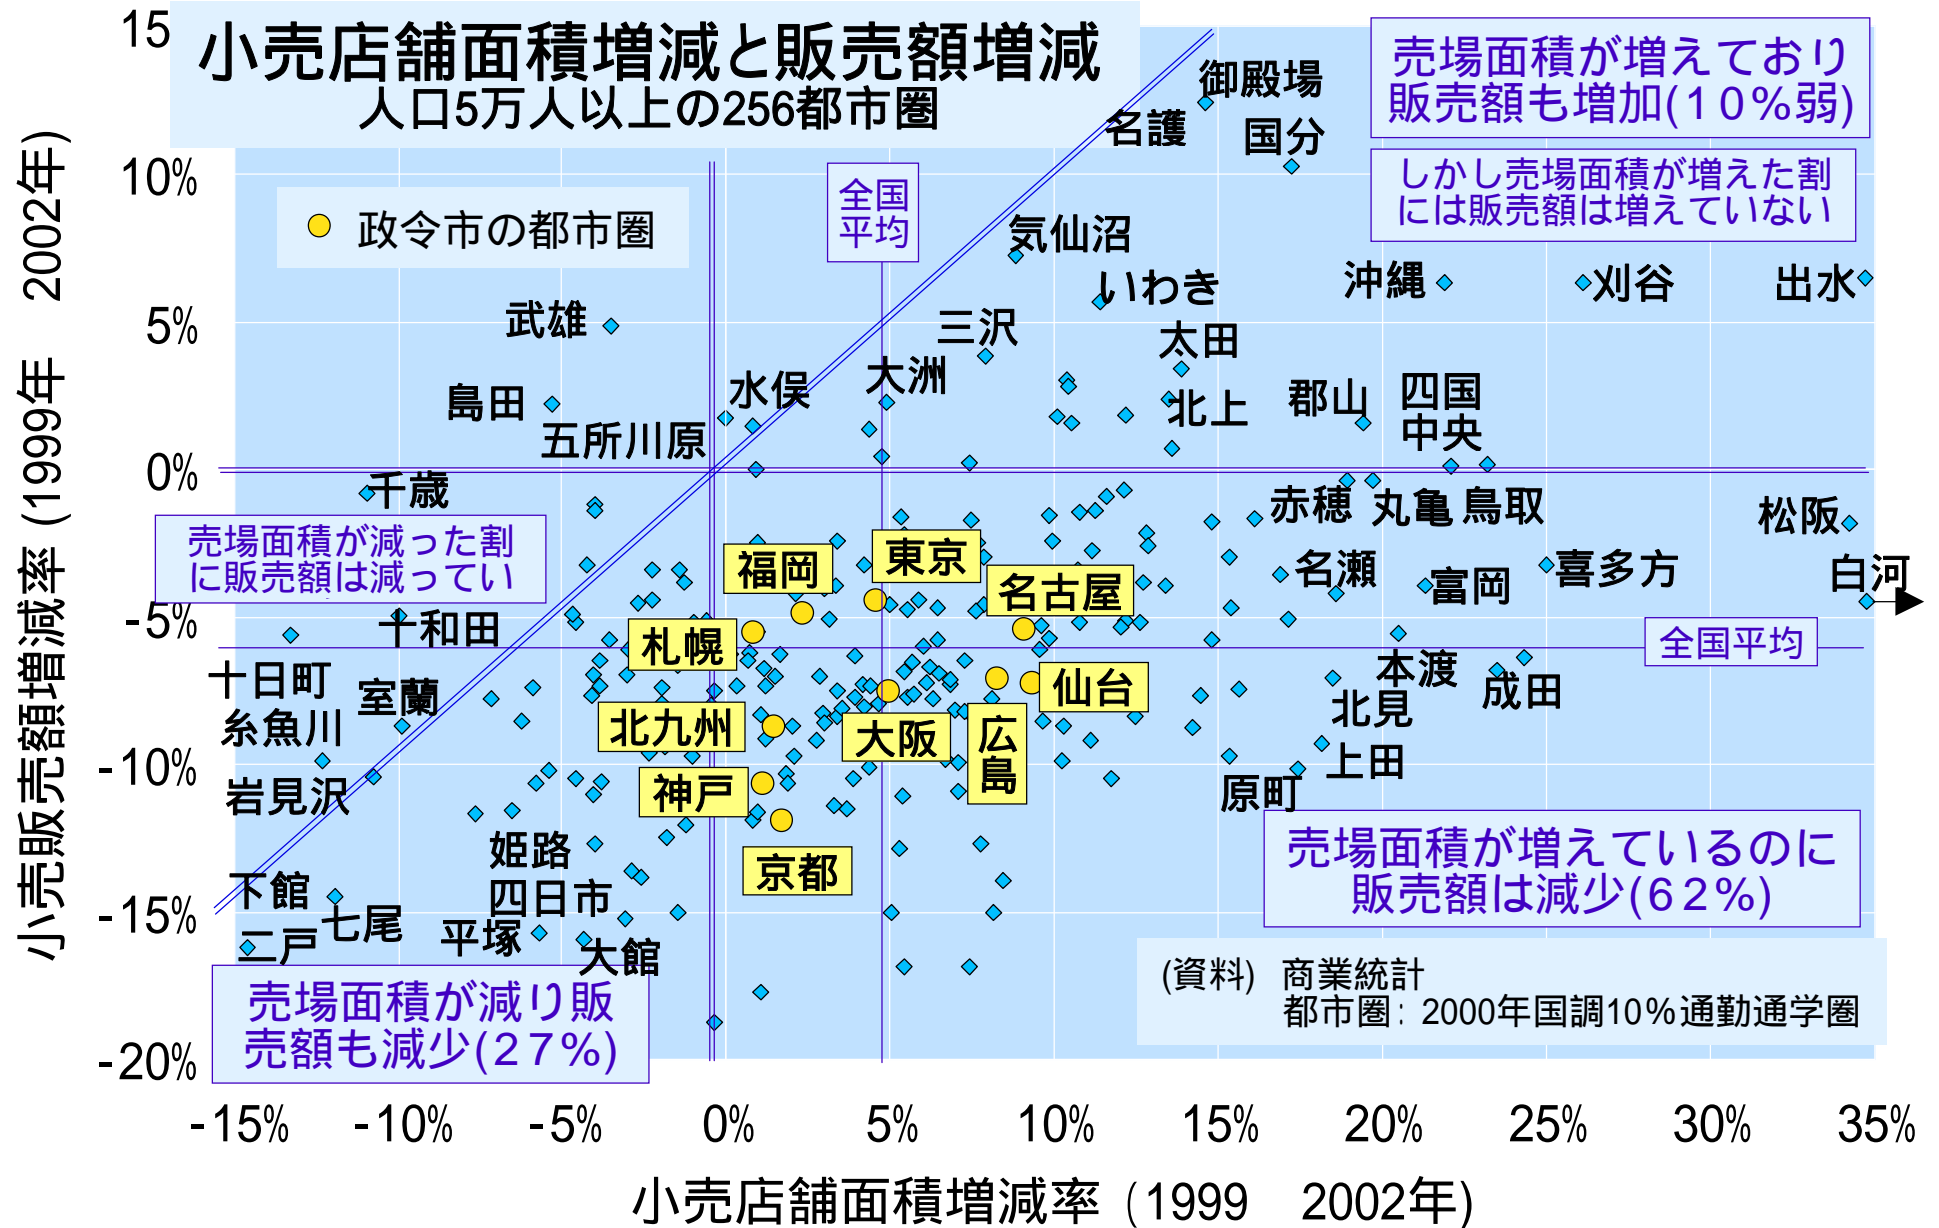 小売店舗面積増減と販売額増減
人口5万人以上の256都市圏
15
10%
5%
0%
-5%
-10%
-15%
-20%
小売販売額増減率 (1999年 2002年)
政令市の都市圏
全国
平均
売場面積が増えており
販売額も増加(10%弱)
しかし売場面積が増えた割
には販売額は増えていない
御殿場
名護
国分
気仙沼
いわき
沖縄
刈谷
出水
武雄
三沢
太田
島田
水俣
大洲
北上
郡山
四国
中央
五所川原
千歳
赤穂
丸亀
鳥取
松阪
売場面積が減った割
に販売額は減ってい
福岡
東京
名古屋
名瀬
富岡
喜多方
白河
十和田
札幌
全国平均
十日町
室蘭
仙台
本渡
成田
糸魚川
北九州
大阪
広
島
北見
上田
岩見沢
神戸
原町
姫路
京都
売場面積が増えているのに
販売額は減少(62%)
下館
七尾
四日市
二戸
平塚
大館
売場面積が減り販
売額も減少(27%)
(資料) 商業統計
都市圏: 2000年国調10%通勤通学圏
-15%
-10%
-5%
0%
5%
10%
15%
20%
25%
30%
35%
小売店舗面積増減率 (1999 2002年)